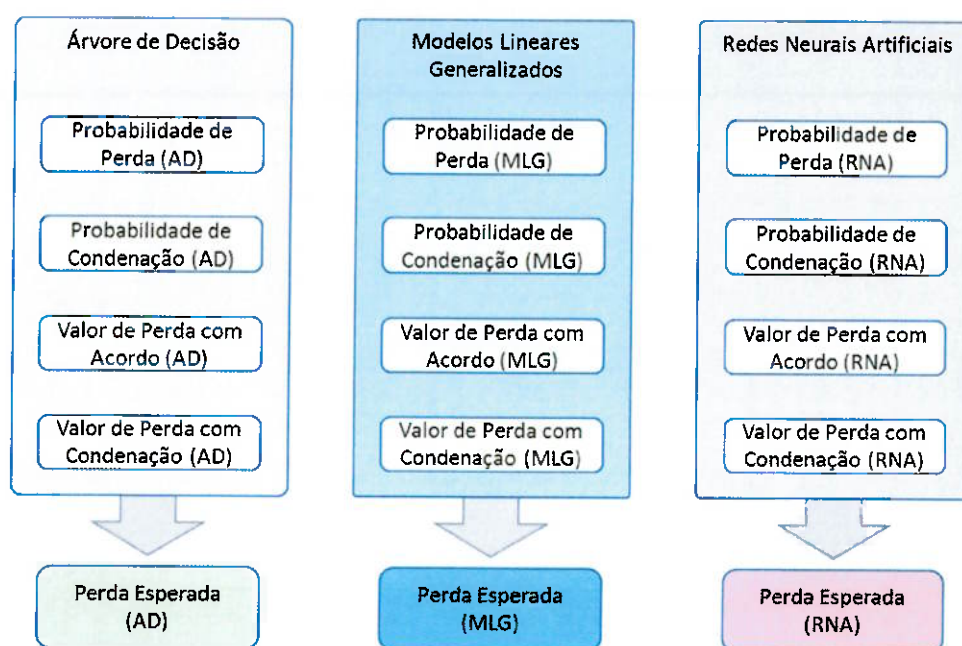 Árvore de Decisão
Probabilidade de
Perda (AD)
Probabilidade de
Condenação (AD)
Valor de Perda com
Acordo (AD)
Valor de Perda com
Condenação (AD)
Perda Esperada
(AD)
Modelos Lineares
Generalizados
Probabilidade de
Perda (MLG)
Probabilidade de
Condenação (MLG)
Valor de Perda com
Acordo (MLG)
Valor de Perda com
Condenação (MLG)
Perda Esperada
(MLG)
Redes Neurais Artificiais
Probabilidade de
Perda (RNA)
Probabilidade de
Condenação (RNA)
Valor de Perda com
Acordo (RNA)
Valor de Perda com
Condenação (RNA)
Perda Esperada
(RNA)